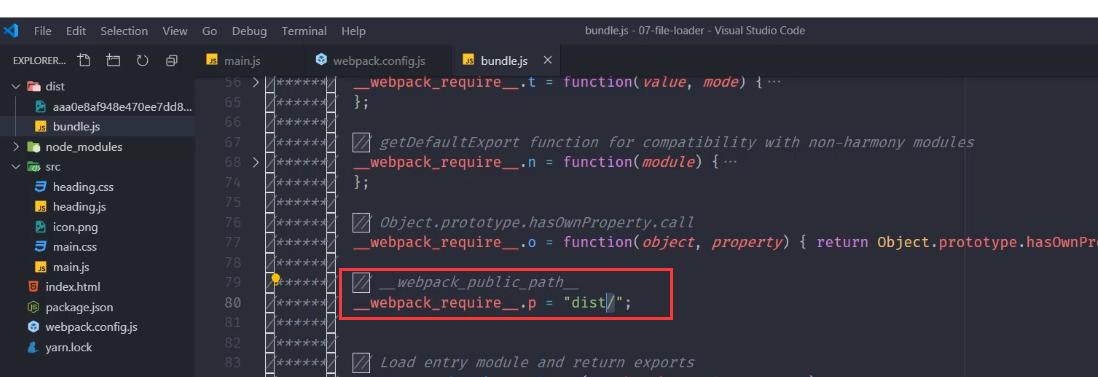 File Edit Selection View Go Debug Terminal Help bundle.js - 07-file-loader - Visual Studio Code
EXPLORER... main.js webpack.config.js bundle.js
dist
aaa0e8af948e470ee7dd8...
bundle.js
node_modules
src
heading.css
heading.js
icon.png
main.css
main.js
index.html
package.json
webpack.config.js
yarn.lock
56 /******/ __webpack_require__.t = function(value, mode) {...
65 /******/ };
66 /******/
67 /******/ // getDefaultExport function for compatibility with non-harmony modules
68 /******/ __webpack_require__.n = function(module) {...
74 /******/ };
75 /******/
76 /******/ // Object.prototype.hasOwnProperty.call
77 /******/ __webpack_require__.o = function(object, property) { return Object.prototype.hasOwnPr
78 /******/
79 /******/ // __webpack_public_path__
80 /******/ __webpack_require__.p = "dist/";
81 /******/
82 /******/
83 /******/ // Load entry module and return exports